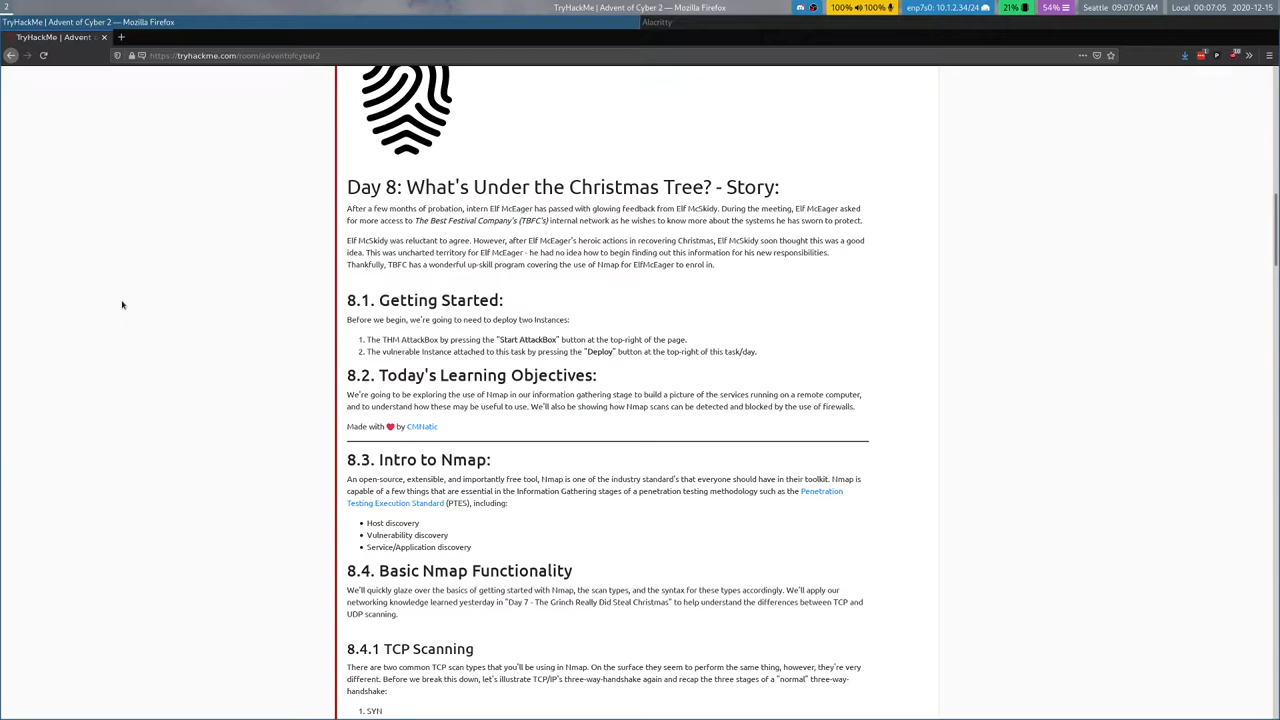 2
TryHackMe | Advent of Cyber 2 — Mozilla Firefox
100% 100%
enp7s0: 10.1.2.34/24
21%
54%
Seattle 09:07:05 AM
Local 00:07:05
2020-12-15
TryHackMe | Advent of Cyber 2 — Mozilla Firefox
Alacritty
TryHackMe | Advent
https://tryhackme.com/room/adventofcyber2
Day 8: What's Under the Christmas Tree? - Story:
After a few months of probation, intern Elf McEager has passed with glowing feedback from Elf McSkidy. During the meeting, Elf McEager asked
for more access to The Best Festival Company's (TBFC's) internal network as he wishes to know more about the systems he has sworn to protect.
Elf McSkidy was reluctant to agree. However, after Elf McEager's heroic actions in recovering Christmas, Elf McSkidy soon thought this was a good
idea. This was uncharted territory for Elf McEager - he had no idea how to begin finding out this information for his new responsibilities.
Thankfully, TBFC has a wonderful up-skill program covering the use of Nmap for ElfMcEager to enrol in.
8.1. Getting Started:
Before we begin, we're going to need to deploy two Instances:
1. The THM AttackBox by pressing the "Start AttackBox" button at the top-right of the page.
2. The vulnerable Instance attached to this task by pressing the "Deploy" button at the top-right of this task/day.
8.2. Today's Learning Objectives:
We're going to be exploring the use of Nmap in our information gathering stage to build a picture of the services running on a remote computer,
and to understand how these may be useful to use. We'll also be showing how Nmap scans can be detected and blocked by the use of firewalls.
Made with ❤ by CMNatic
8.3. Intro to Nmap:
An open-source, extensible, and importantly free tool, Nmap is one of the industry standard's that everyone should have in their toolkit. Nmap is
capable of a few things that are essential in the Information Gathering stages of a penetration testing methodology such as the Penetration
Testing Execution Standard (PTES), including:
• Host discovery
• Vulnerability discovery
• Service/Application discovery
8.4. Basic Nmap Functionality
We'll quickly glaze over the basics of getting started with Nmap, the scan types, and the syntax for these types accordingly. We'll apply our
networking knowledge learned yesterday in "Day 7 - The Grinch Really Did Steal Christmas" to help understand the differences between TCP and
UDP scanning.
8.4.1 TCP Scanning
There are two common TCP scan types that you'll be using in Nmap. On the surface they seem to perform the same thing, however, they're very
different. Before we break this down, let's illustrate TCP/IP's three-way-handshake again and recap the three stages of a "normal" three-way-
handshake:
1. SYN